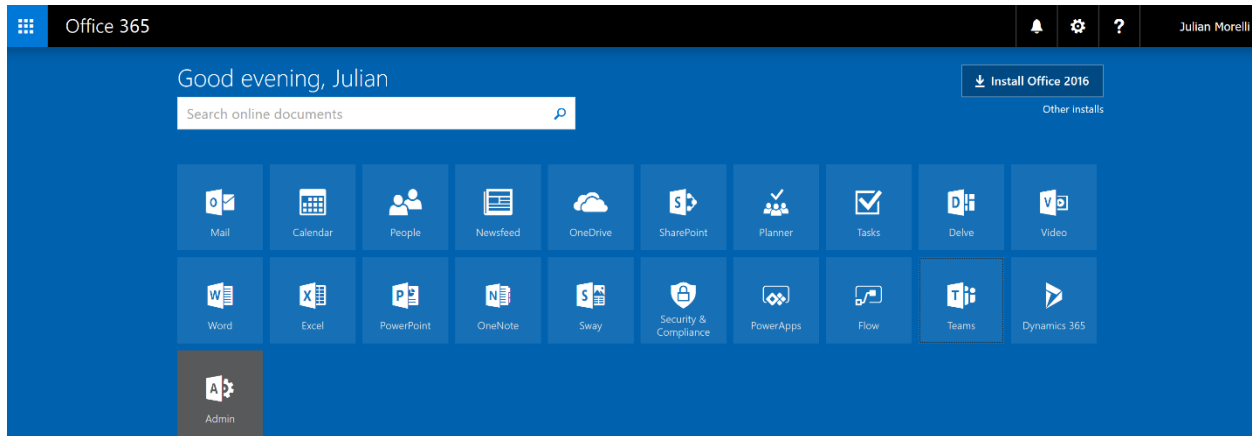 Office 365
?
Julian Morelli
Good evening, Julian
Install Office 2016
Search online documents
Other installs
Mail
Calendar
People
Newsfeed
OneDrive
SharePoint
Planner
Tasks
Delve
Video
Word
Excel
PowerPoint
OneNote
Sway
Security &
Compliance
PowerApps
Flow
Teams
Dynamics 365
Admin